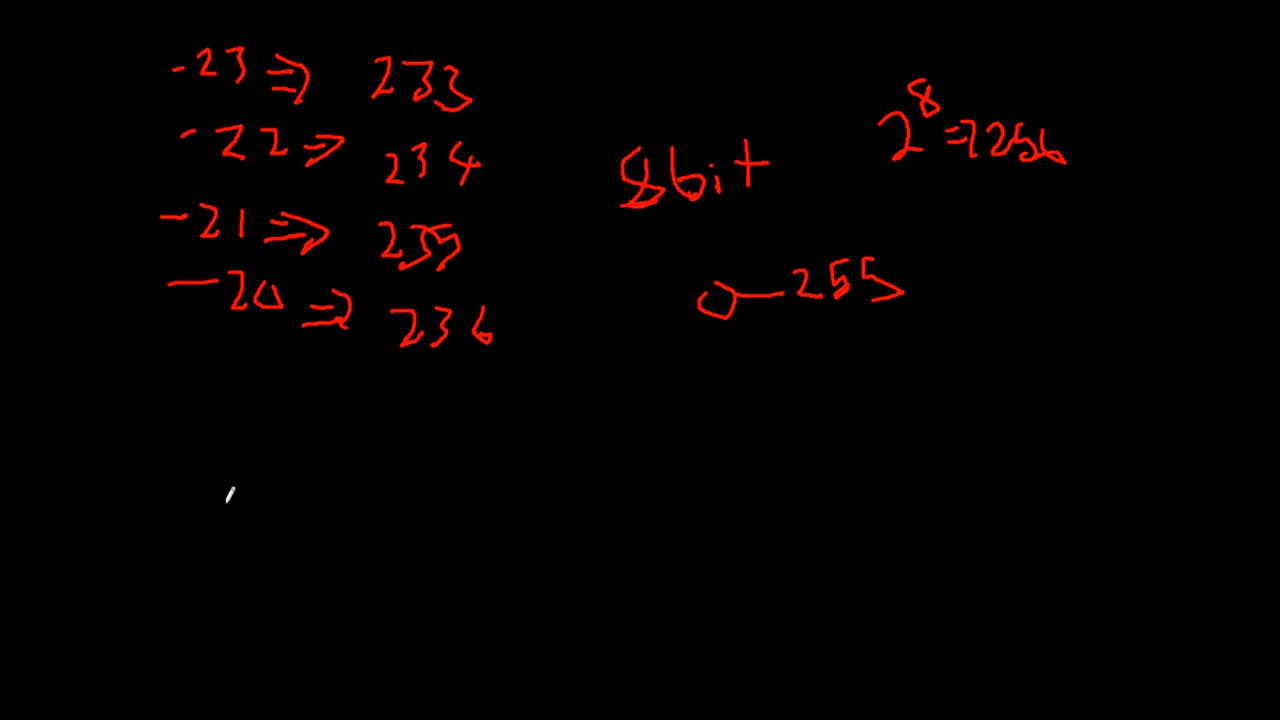 -23 => 233
-22 => 234
-21 => 235
-20 => 236
8bit
2^8 => 256
0-255